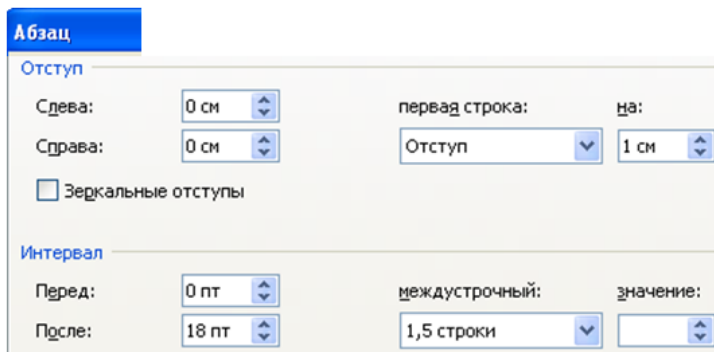 Абзац
Отступ
Слева: 0 см первая строка: на:
Справа: 0 см Отступ 1 см
Зеркальные отступы
Интервал
Перед: 0 пт междустрочный: значение:
После: 18 пт 1,5 строки